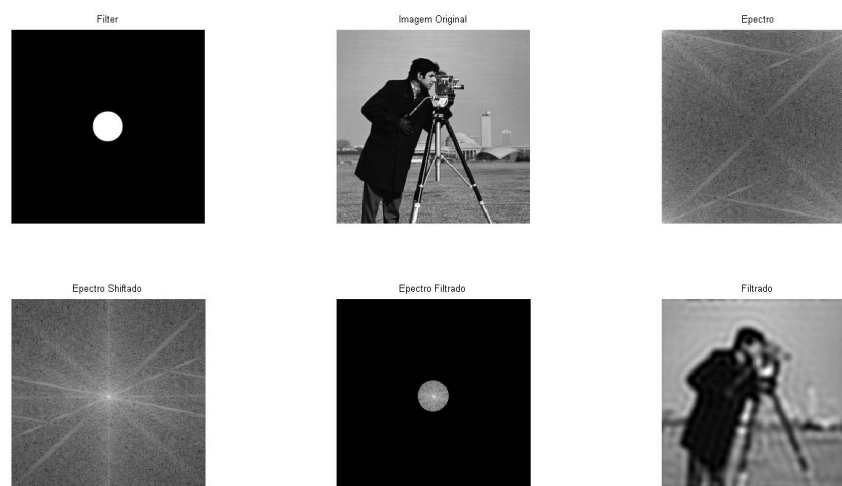 Filter
Imagem Original
Epectro
Epectro Shiftado
Epectro Filtrado
Filtrado